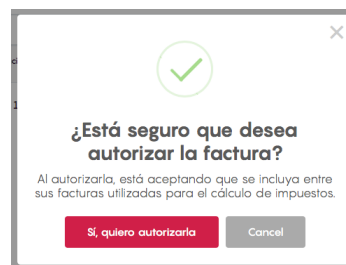 ¿Está seguro que desea
autorizar la factura?
Al autorizarla, está aceptando que se incluya entre
sus facturas utilizadas para el cálculo de impuestos.
Sí, quiero autorizarla Cancel